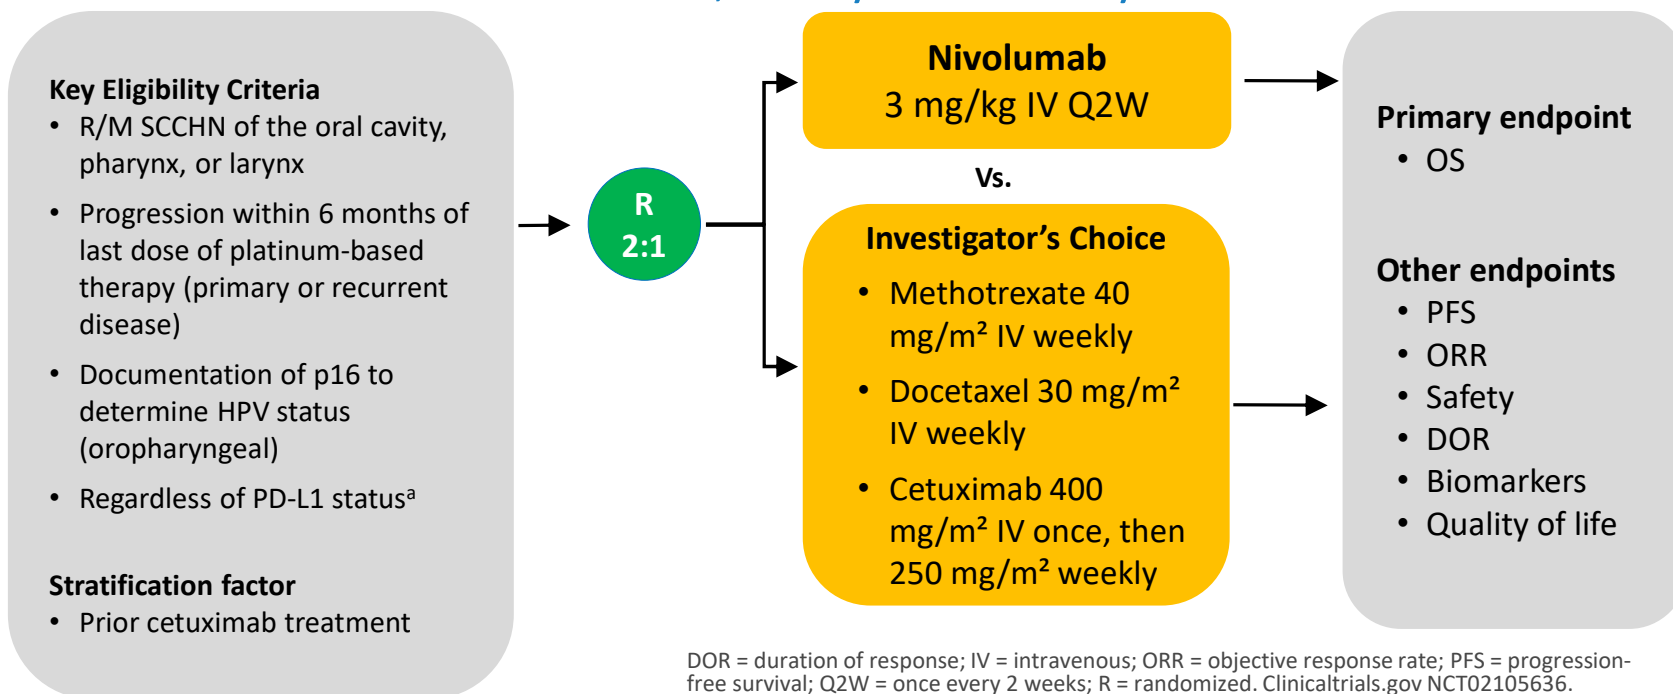 Key Eligibility Criteria
• R/M SCCHN of the oral cavity,
pharynx, or larynx
• Progression within 6 months of
last dose of platinum-based
therapy (primary or recurrent
disease)
• Documentation of p16 to
determine HPV status
(oropharyngeal)
• Regardless of PD-L1 statusᵃ
Stratification factor
• Prior cetuximab treatment
R
2:1
Nivolumab
3 mg/kg IV Q2W
Vs.
Investigator’s Choice
• Methotrexate 40
mg/m² IV weekly
• Docetaxel 30 mg/m²
IV weekly
• Cetuximab 400
mg/m² IV once, then
250 mg/m² weekly
Primary endpoint
• OS
Other endpoints
• PFS
• ORR
• Safety
• DOR
• Biomarkers
• Quality of life
DOR = duration of response; IV = intravenous; ORR = objective response rate; PFS = progression-
free survival; Q2W = once every 2 weeks; R = randomized. Clinicaltrials.gov NCT02105636.